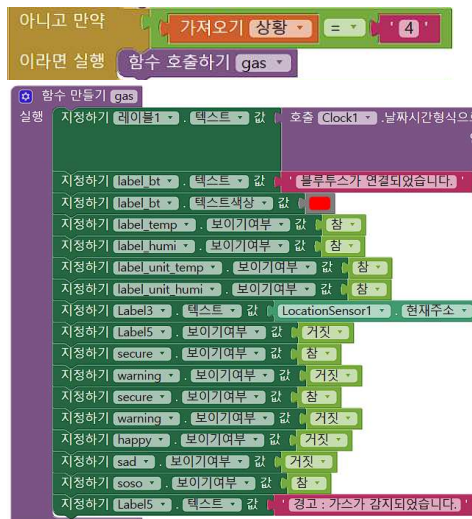 아니고 만약 가져오기 상황 = ' 4 '
이라면 실행 함수 호출하기 gas
함수 만들기 gas
실행 지정하기 레이블1 . 텍스트 값 호출 Clock1 .날짜시간형식으로
지정하기 label_bt . 텍스트 값 ' 블루투스가 연결되었습니다. '
지정하기 label_bt . 텍스트색상 값
지정하기 label_temp . 보이기여부 값 참
지정하기 label_humi . 보이기여부 값 참
지정하기 label_unit_temp . 보이기여부 값 참
지정하기 label_unit_humi . 보이기여부 값 참
지정하기 Label3 . 텍스트 값 LocationSensor1 . 현재주소
지정하기 Label5 . 보이기여부 값 거짓
지정하기 secure . 보이기여부 값 참
지정하기 warning . 보이기여부 값 거짓
지정하기 secure . 보이기여부 값 참
지정하기 warning . 보이기여부 값 거짓
지정하기 happy . 보이기여부 값 거짓
지정하기 sad . 보이기여부 값 거짓
지정하기 soso . 보이기여부 값 참
지정하기 Label5 . 텍스트 값 ' 경고 : 가스가 감지되었습니다. '